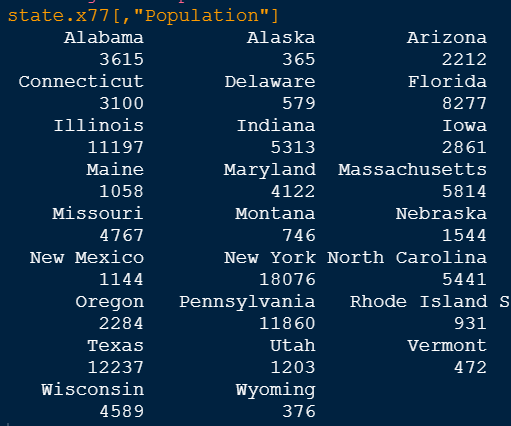 state.x77[,"Population"]
Alabama Alaska Arizona
3615 365 2212
Connecticut Delaware Florida
3100 579 8277
Illinois Indiana Iowa
11197 5313 2861
Maine Maryland Massachusetts
1058 4122 5814
Missouri Montana Nebraska
4767 746 1544
New Mexico New York North Carolina
1144 18076 5441
Oregon Pennsylvania Rhode Island S
2284 11860 931
Texas Utah Vermont
12237 1203 472
Wisconsin Wyoming
4589 376